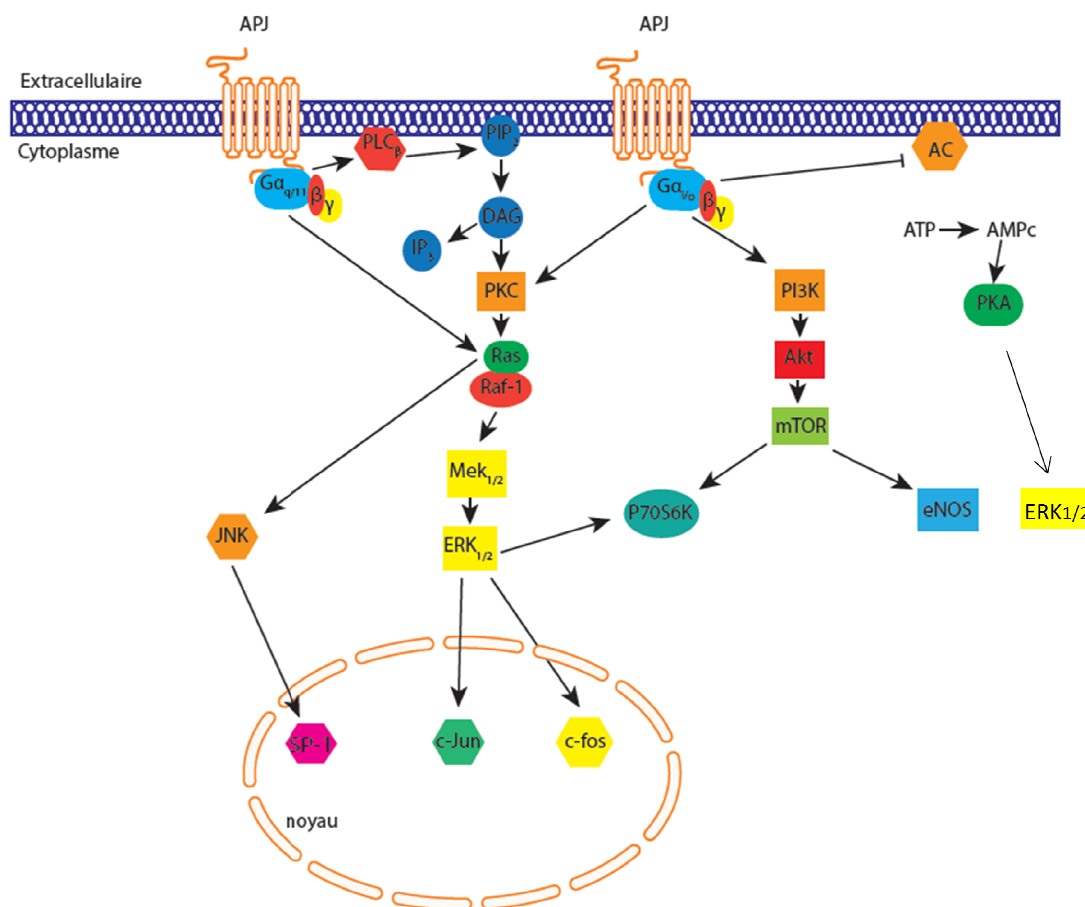 APJ
APJ
Extracellulaire
Cytoplasme
PLCβ
PIP2
AC
Gαq/11
β
γ
Gαi/o
β
γ
DAG
IP3
ATP
AMPc
PKC
PI3K
PKA
Ras
Akt
Raf-1
mTOR
Mek1/2
P70S6K
eNOS
ERK1/2
JNK
ERK1/2
SP-1
c-Jun
c-fos
noyau